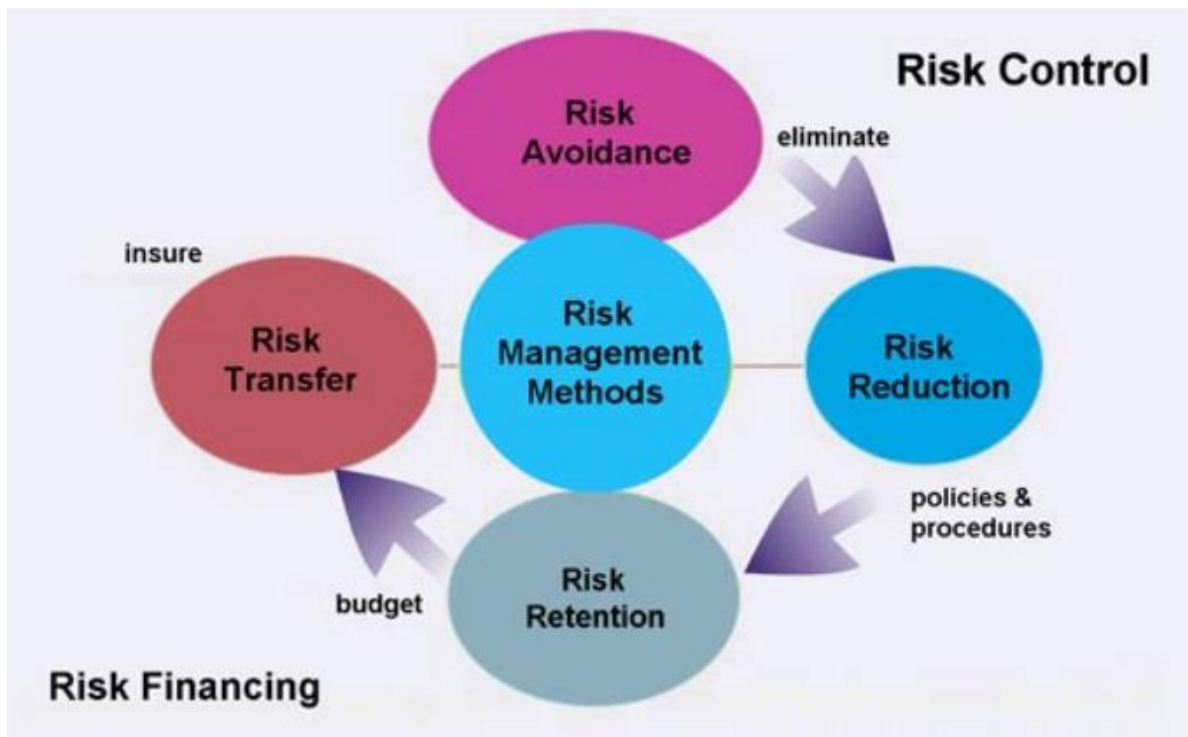 Risk Control
Risk
Avoidance
eliminate
insure
Risk
Transfer
Risk
Management
Methods
Risk
Reduction
policies &
procedures
Risk
Retention
budget
Risk Financing